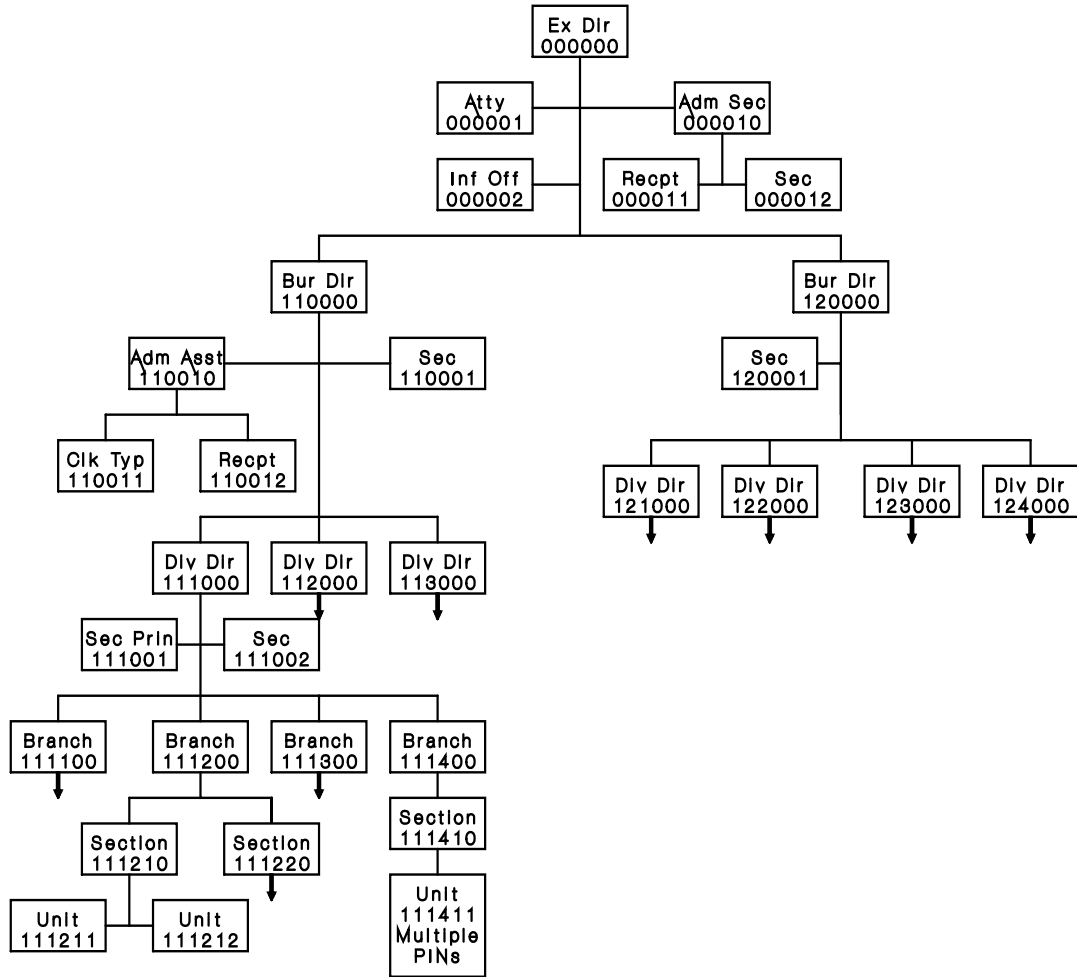 Ex Dir
000000
Atty
000001
Adm Sec
000010
Inf Off
000002
Recpt
000011
Sec
000012
Bur Dir
110000
Bur Dir
120000
Adm Asst
110010
Sec
110001
Sec
120001
Clk Typ
110011
Recpt
110012
Div Dir
121000
Div Dir
122000
Div Dir
123000
Div Dir
124000
Div Dir
111000
Div Dir
112000
Div Dir
113000
Sec Prin
111001
Sec
111002
Branch
111100
Branch
111200
Branch
111300
Branch
111400
Section
111210
Section
111220
Section
111410
Unit
111211
Unit
111212
Unit
111411
Multiple
PINs